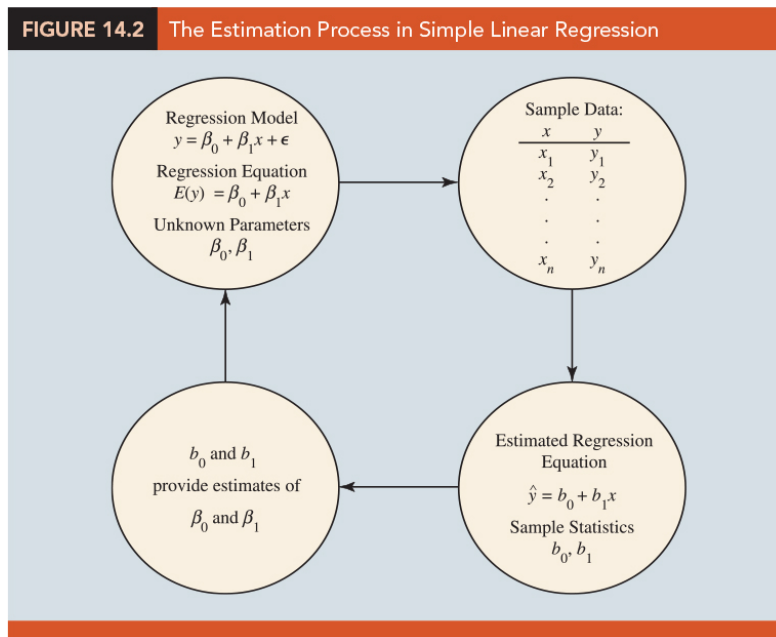 FIGURE 14.2 The Estimation Process in Simple Linear Regression
Regression Model
y = β₀ + β₁x + ϵ
Regression Equation
E(y) = β₀ + β₁x
Unknown Parameters
β₀, β₁
Sample Data:
x y
x₁ y₁
x₂ y₂
. .
. .
. .
xₙ yₙ
Estimated Regression
Equation
ŷ = b₀ + b₁x
Sample Statistics
b₀, b₁
b₀ and b₁
provide estimates of
β₀ and β₁